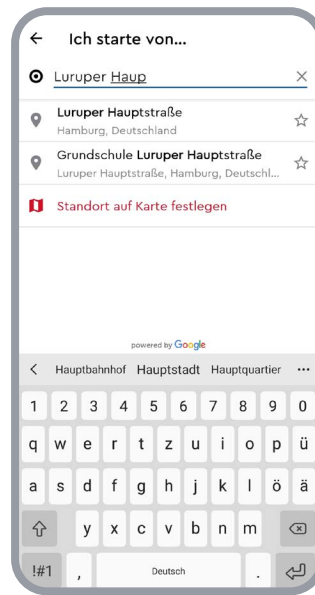 Ich starte von...
Luruper Haup
Luruper Hauptstraße
Hamburg, Deutschland
Grundschule Luruper Hauptstraße
Luruper Hauptstraße, Hamburg, Deutschl...
Standort auf Karte festlegen
powered by Google
Hauptbahnhof Hauptstadt Hauptquartier ...
1 2 3 4 5 6 7 8 9 0
q w e r t z u i o p ü
a s d f g h j k l ö ä
y x c v b n m
!#1 , Deutsch .